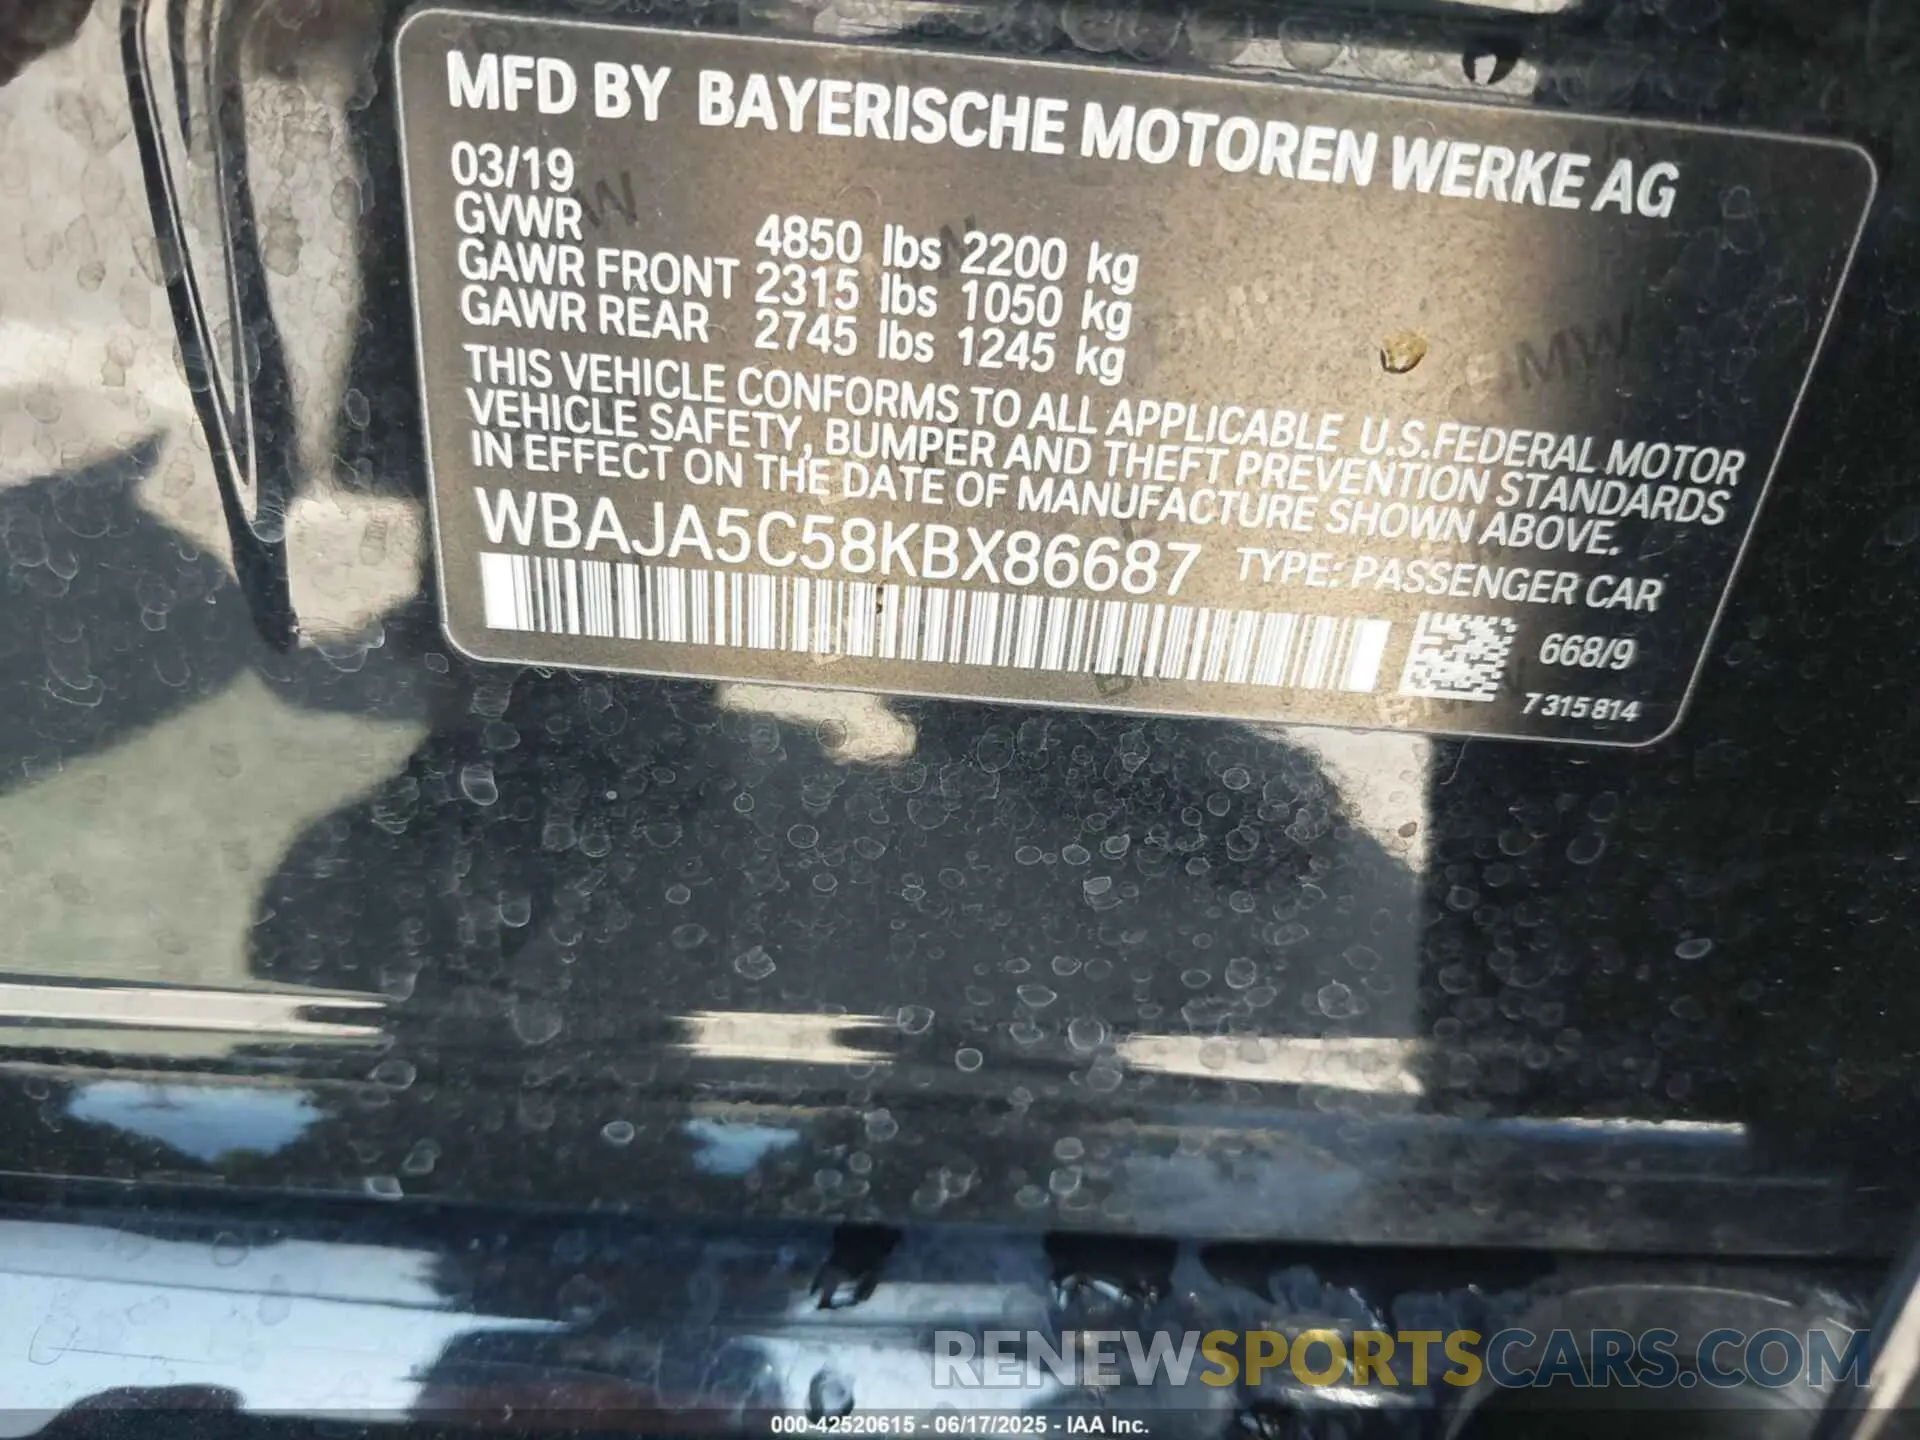 MFD BY BAYERISCHE MOTOREN WERKE AG
03/19
GVWR 4850 lbs 2200 kg
GAWR FRONT 2315 lbs 1050 kg
GAWR REAR 2745 lbs 1245 kg
THIS VEHICLE CONFORMS TO ALL APPLICABLE U.S.FEDERAL MOTOR
VEHICLE SAFETY, BUMPER AND THEFT PREVENTION STANDARDS
IN EFFECT ON THE DATE OF MANUFACTURE SHOWN ABOVE.
WBAJA5C58KBX86687 TYPE: PASSENGER CAR
668/9
7 315 814
RENEWSPORTSCARS.COM
000-42520615 - 06/17/2025 - IAA Inc.